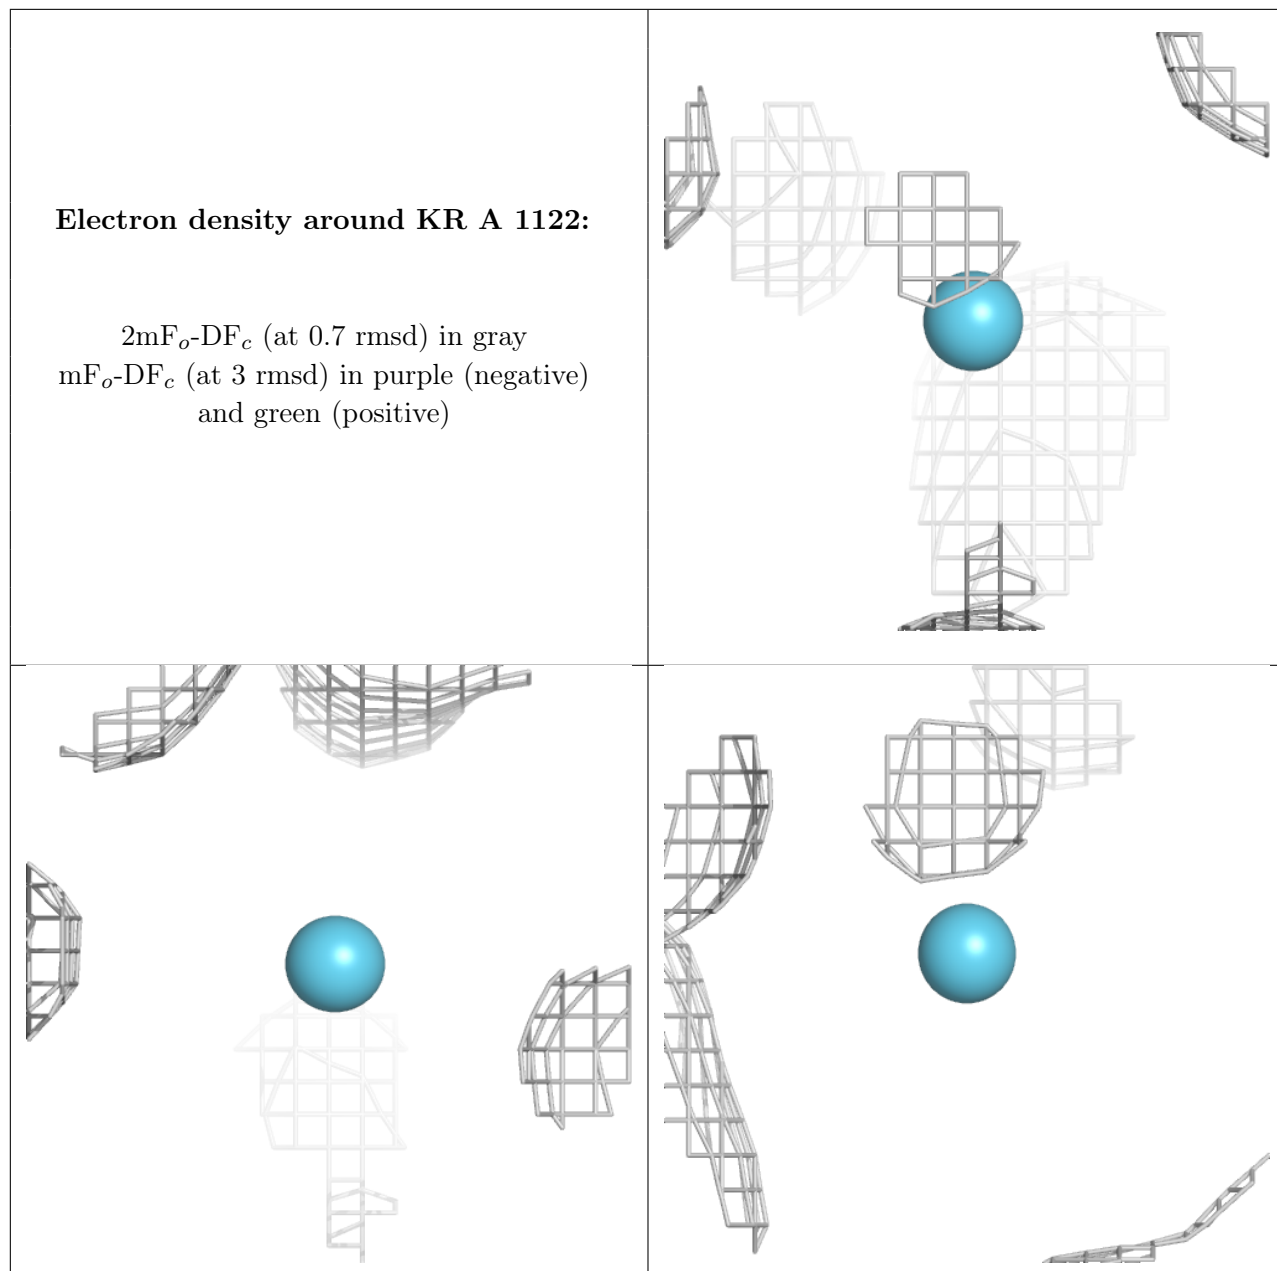 Electron density around KR A 1122:
2mFo-DFc (at 0.7 rmsd) in gray
mFo-DFc (at 3 rmsd) in purple (negative)
and green (positive)